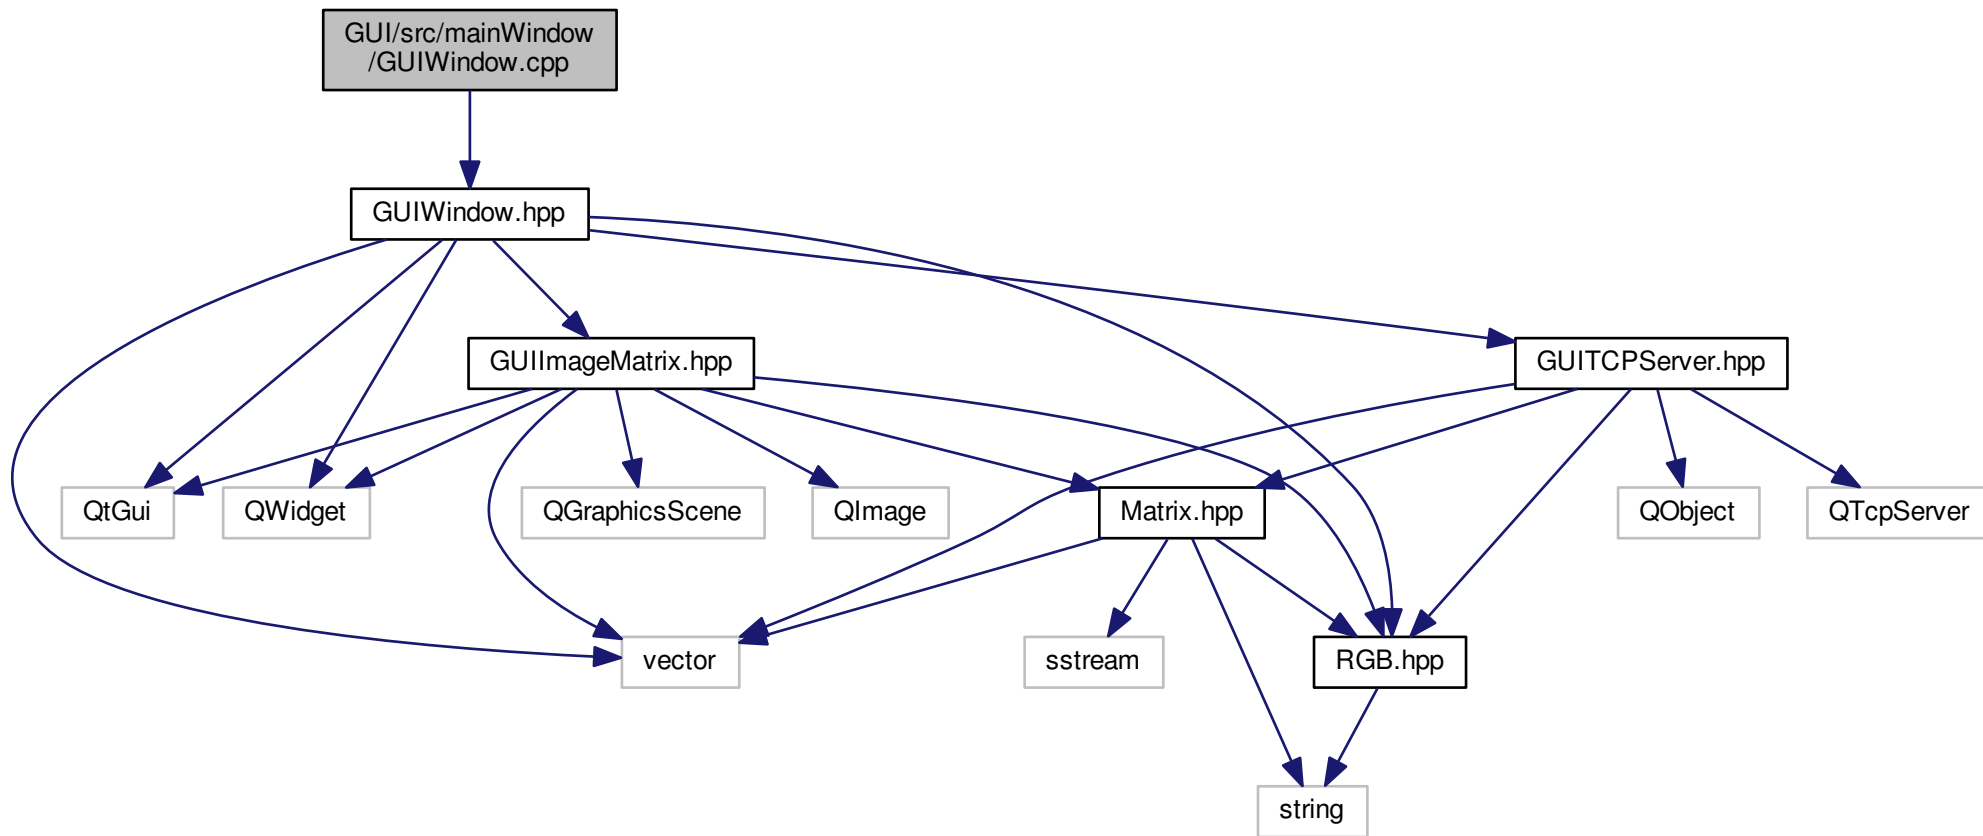 GUI/src/mainWindow
/GUIWindow.cpp
GUIWindow.hpp
GUIImageMatrix.hpp
GUITCPServer.hpp
QtGui
QWidget
QGraphicsScene
QImage
Matrix.hpp
QObject
QTcpServer
vector
sstream
RGB.hpp
string